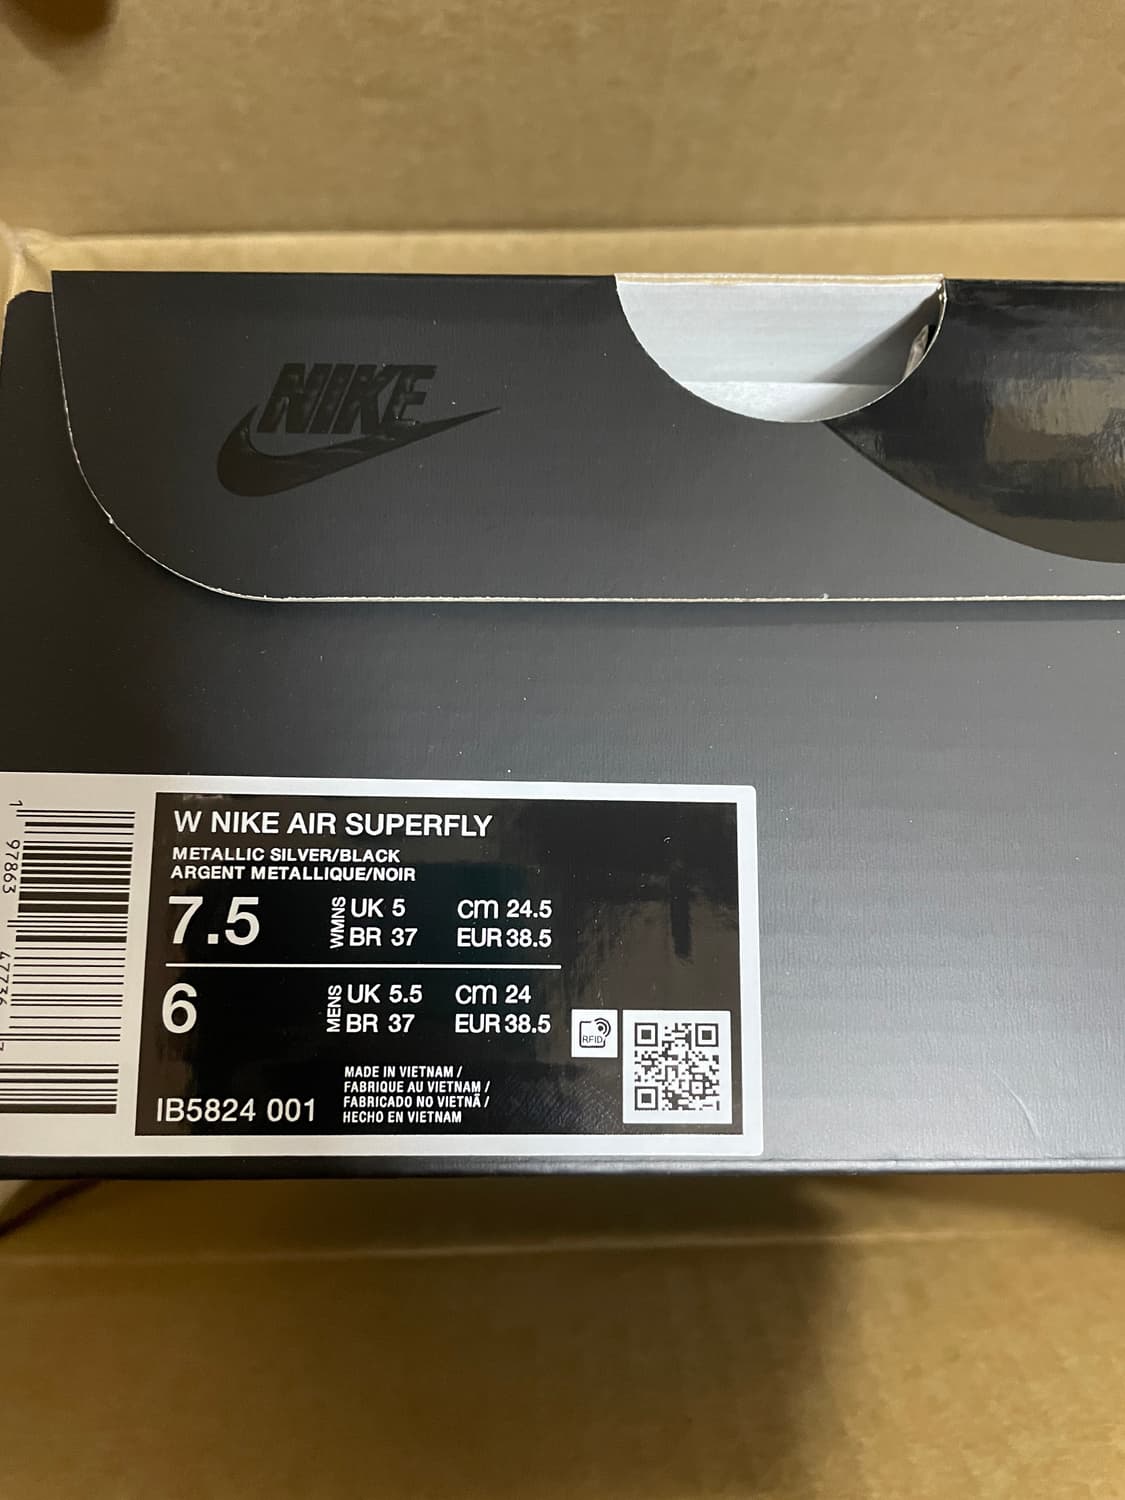 NIKE
W NIKE AIR SUPERFLY
METALLIC SILVER/BLACK
ARGENT METALLIQUE/NOIR
7.5 WMNS UK 5 cm 24.5
BR 37 EUR 38.5
6 MENS UK 5.5 cm 24
BR 37 EUR 38.5
RFID
MADE IN VIETNAM /
FABRIQUE AU VIETNAM /
FABRICADO NO VIETNÃ /
HECHO EN VIETNAM
IB5824 001
1 97863